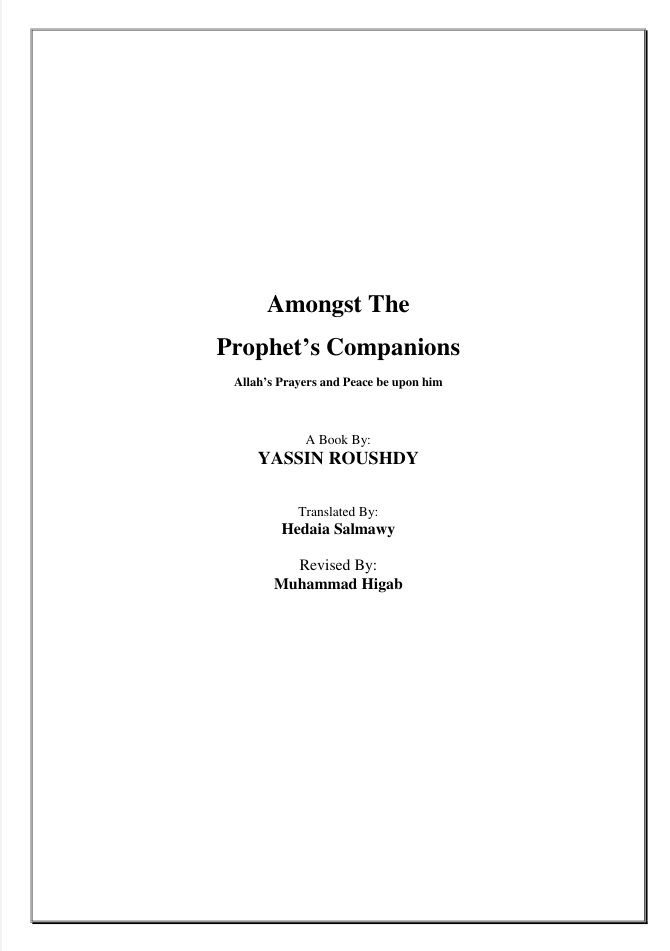 Amongst The
Prophet’s Companions
Allah’s Prayers and Peace be upon him
A Book By:
YASSIN ROUSHDY
Translated By:
Hedaia Salmawy
Revised By:
Muhammad Higab